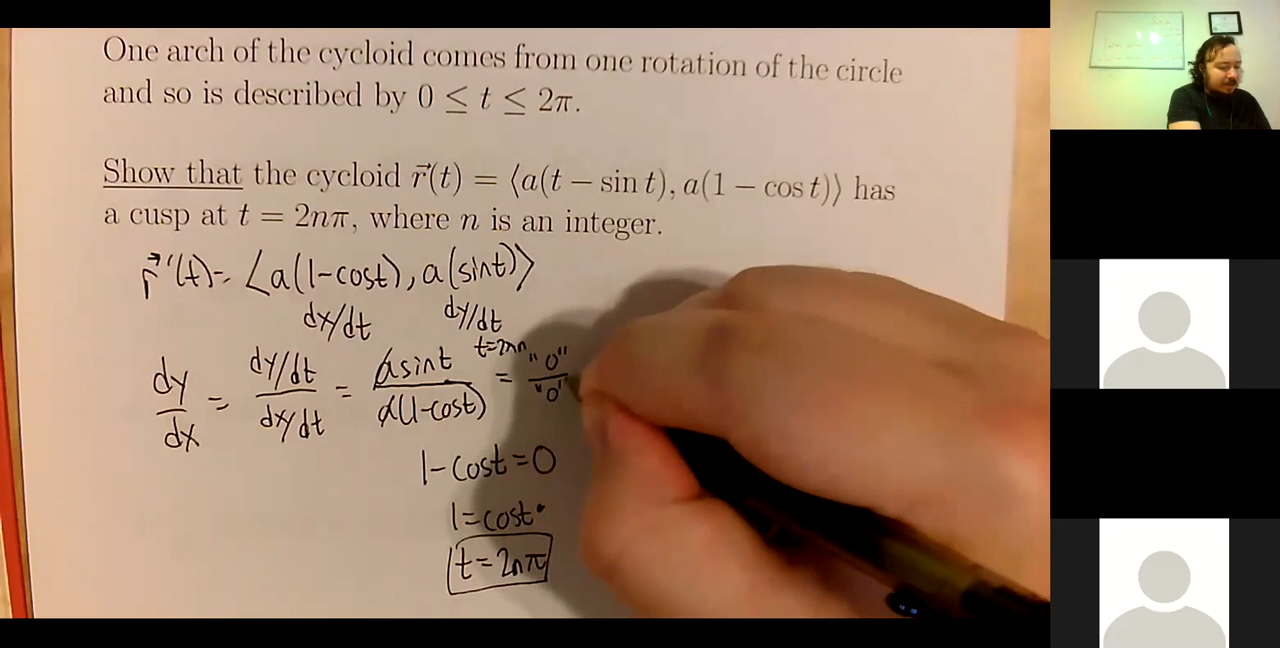 One arch of the cycloid comes from one rotation of the circle
and so is described by 0 ≤ t ≤ 2π.
Show that the cycloid r⃗(t) = ⟨a(t − sin t), a(1 − cos t)⟩ has
a cusp at t = 2nπ, where n is an integer.
r⃗'(t) = ⟨a(1-cost), a(sint)⟩
dx/dt dy/dt
dy/dx = (dy/dt)/(dx/dt) = asint/a(1-cost) t=2πn = "0"/"0"
1-cost=0
1=cost
t=2nπ